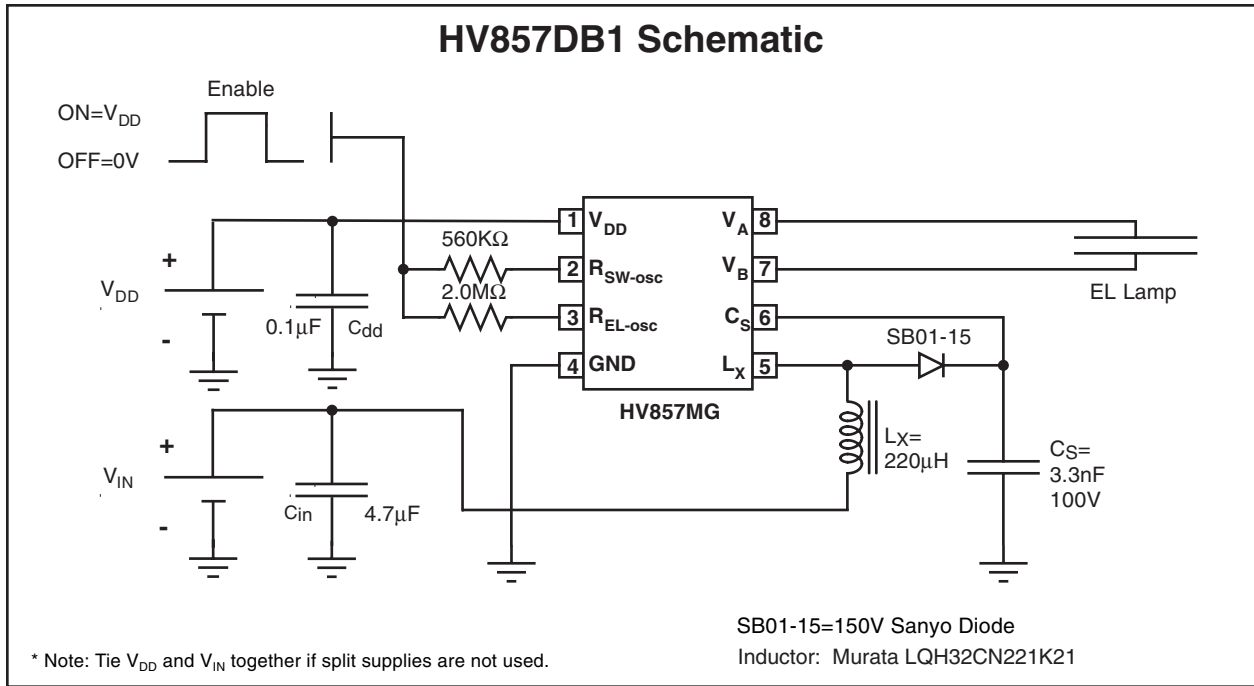 HV857DB1 Schematic
Enable
ON=VDD
OFF=0V
1 VDD
VA 8
560KΩ
2 RSW-osc
VB 7
2.0MΩ
3 REL-osc
CS 6
4 GND
LX 5
HV857MG
EL Lamp
SB01-15
+
VDD
-
0.1µF
Cdd
+
VIN
-
Cin
4.7µF
LX=
220µH
CS=
3.3nF
100V
SB01-15=150V Sanyo Diode
* Note: Tie VDD and VIN together if split supplies are not used.
Inductor: Murata LQH32CN221K21